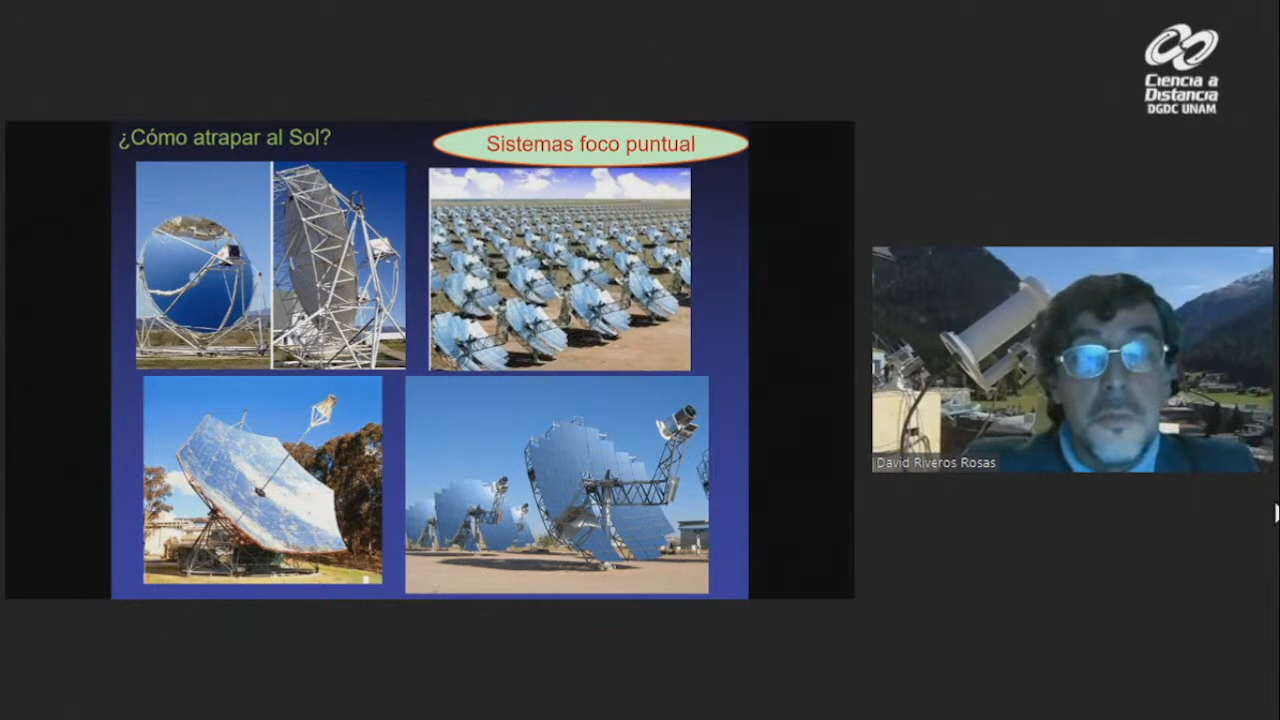 Ciencia a
Distancia
DGDC UNAM
¿Cómo atrapar al Sol?
Sistemas foco puntual
David Riveros Rosas